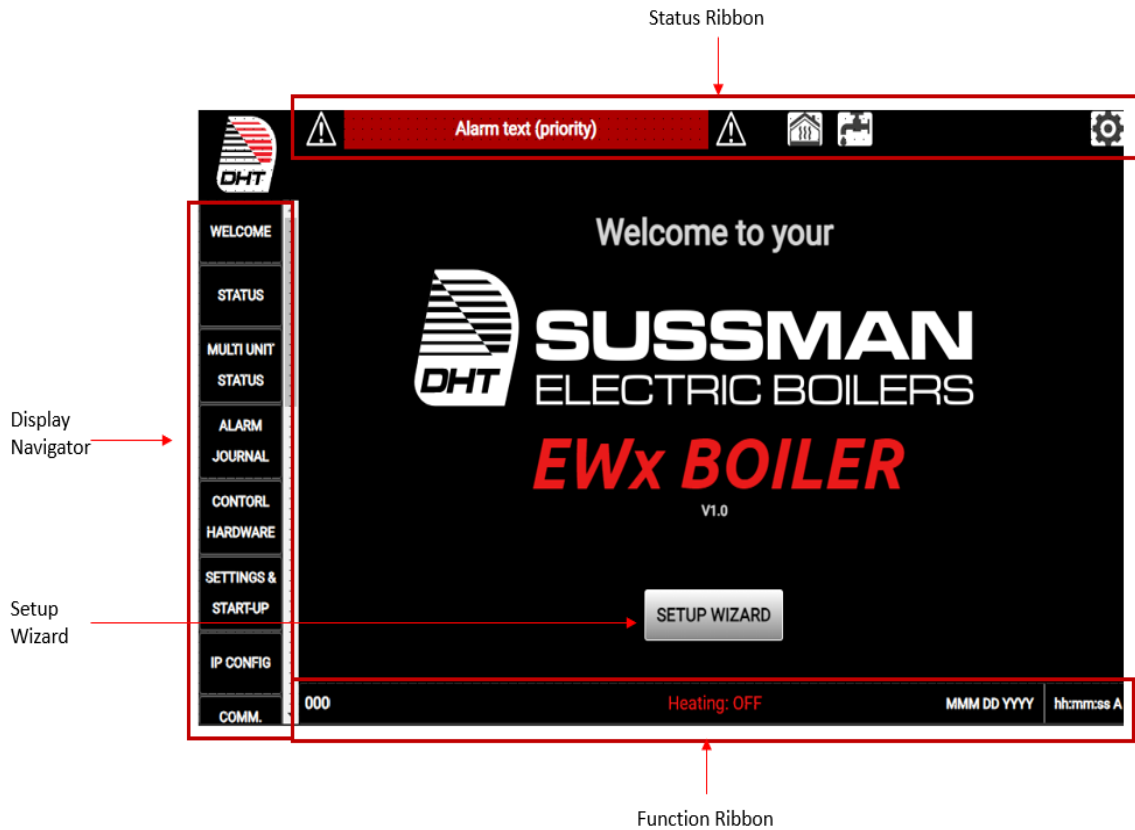 Status Ribbon
Alarm text (priority)
DHT
WELCOME
STATUS
MULTI UNIT
STATUS
ALARM
JOURNAL
CONTORL
HARDWARE
SETTINGS &
START-UP
IP CONFIG
COMM.
Display
Navigator
Setup
Wizard
Welcome to your
DHT
SUSSMAN
ELECTRIC BOILERS
EWx BOILER
V1.0
SETUP WIZARD
000
Heating: OFF
MMM DD YYYY
hh:mm:ss A
Function Ribbon